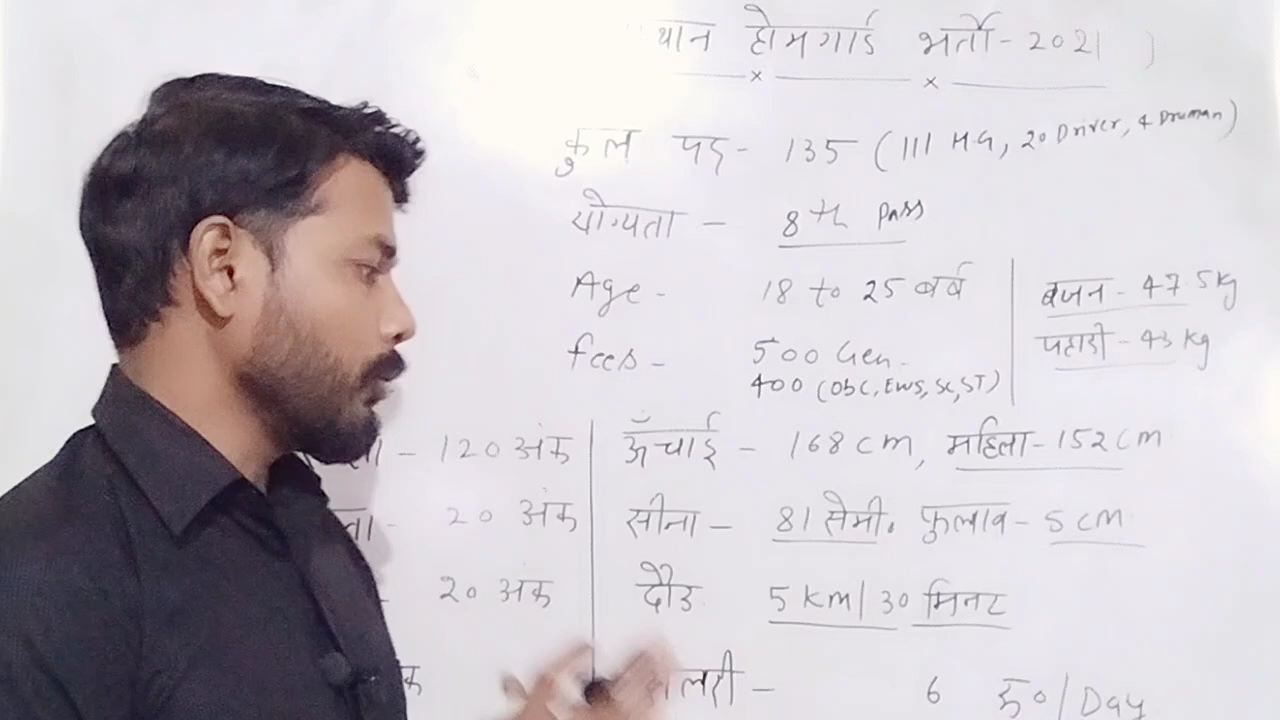 होमगार्ड भर्ती - 2021
कुल पद - 135 (111 HG, 20 Driver, 4 Druman)
योग्यता - 8th Pass
Age - 18 to 25 वर्ष
fees - 500 Gen.
400 (Obc, EWS, Sc, ST)
वजन - 47.5 Kg
पहाडी - 43 Kg
- 120 अंक
- 20 अंक
- 20 अंक
ऊँचाई - 168 cm, महिला - 152 cm
सीना - 81 सेमी. फुलाव - 5 cm
दौड 5 Km / 30 मिनट
6 रू० / Day